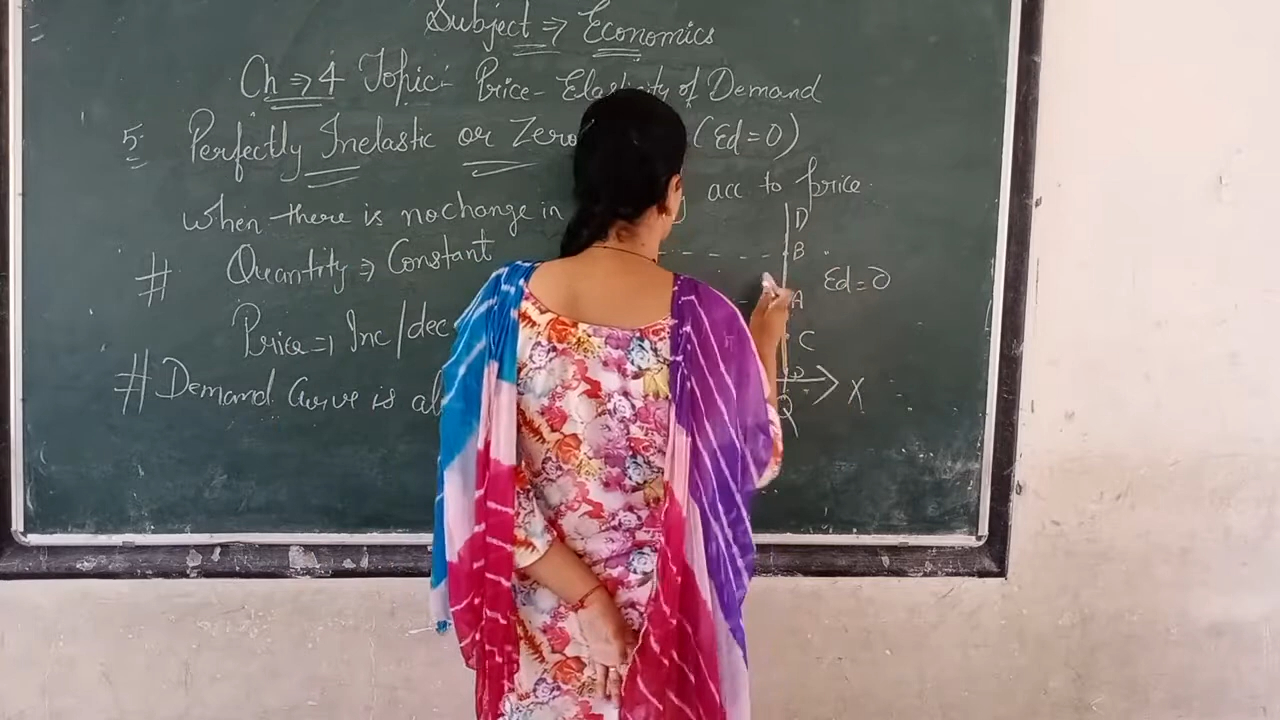 Subject ⇒ Economics
Ch ⇒ 4 Topic:- Price-Elasticity of Demand
5. Perfectly Inelastic or Zero (Ed=0)
When there is no change in acc to price.
# Quantity ⇒ Constant
Price ⇒ Inc/dec
# Demand Curve is
D
B
Ed=0
A
C
D
X
Q